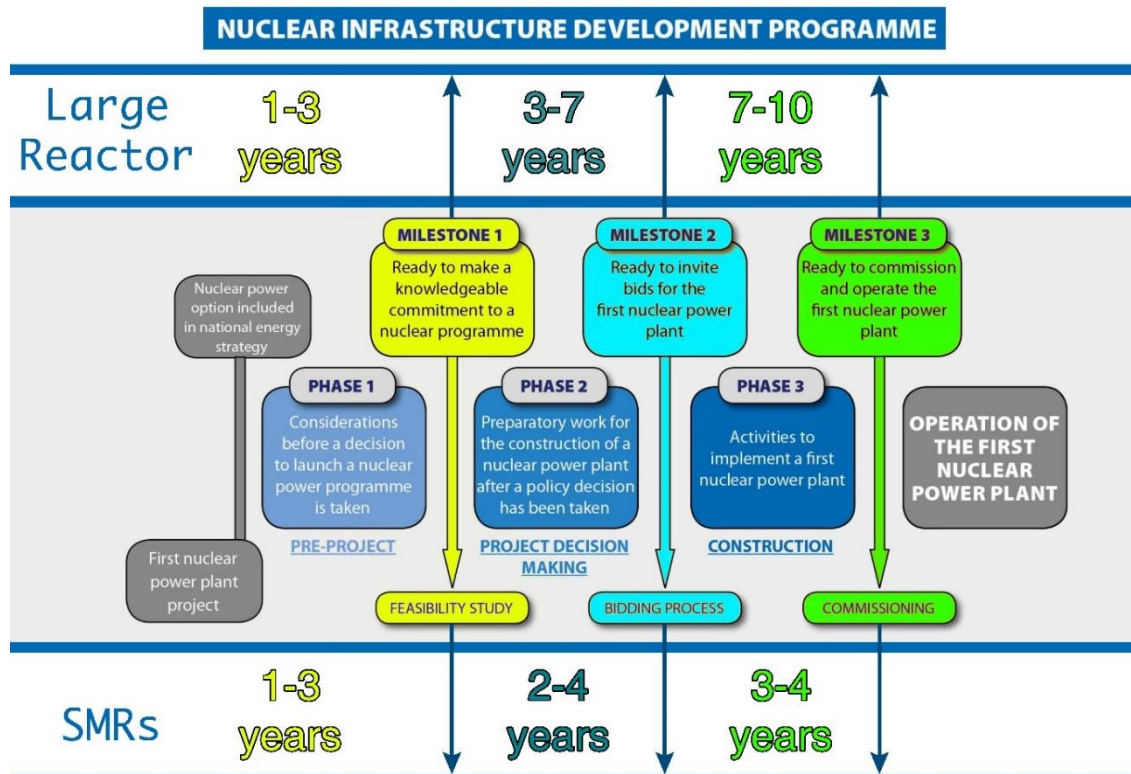 NUCLEAR INFRASTRUCTURE DEVELOPMENT PROGRAMME
Large
Reactor
1-3
years
3-7
years
7-10
years
MILESTONE 1
Ready to make a
knowledgeable
commitment to a
nuclear programme
MILESTONE 2
Ready to invite
bids for the
first nuclear power
plant
MILESTONE 3
Ready to commission
and operate the
first nuclear power
plant
Nuclear power
option included
in national energy
strategy
PHASE 1
Considerations
before a decision
to launch a nuclear
power programme
is taken
PRE-PROJECT
PHASE 2
Preparatory work for
the construction of a
nuclear power plant
after a policy decision
has been taken
PROJECT DECISION
MAKING
PHASE 3
Activities to
implement a first
nuclear power plant
CONSTRUCTION
OPERATION OF
THE FIRST
NUCLEAR
POWER PLANT
First nuclear
power plant
project
FEASIBILITY STUDY
BIDDING PROCESS
COMMISSIONING
SMRs
1-3
years
2-4
years
3-4
years